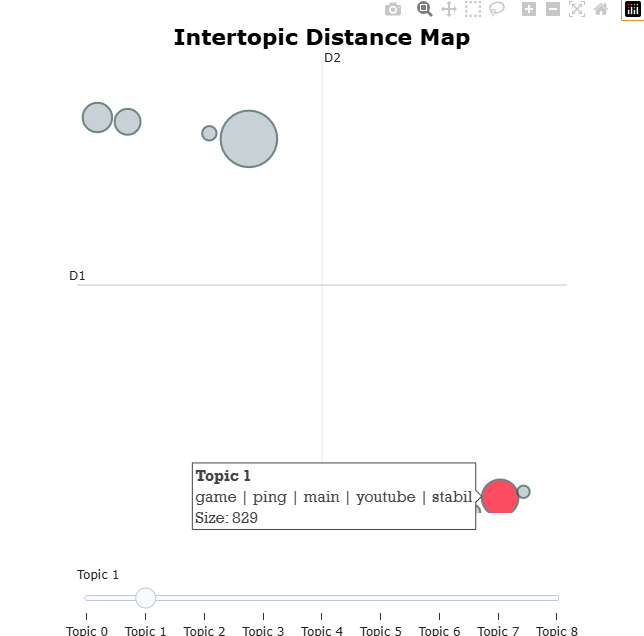 Intertopic Distance Map
D2
D1
Topic 1
game | ping | main | youtube | stabil
Size: 829
Topic 1
Topic 0 Topic 1 Topic 2 Topic 3 Topic 4 Topic 5 Topic 6 Topic 7 Topic 8